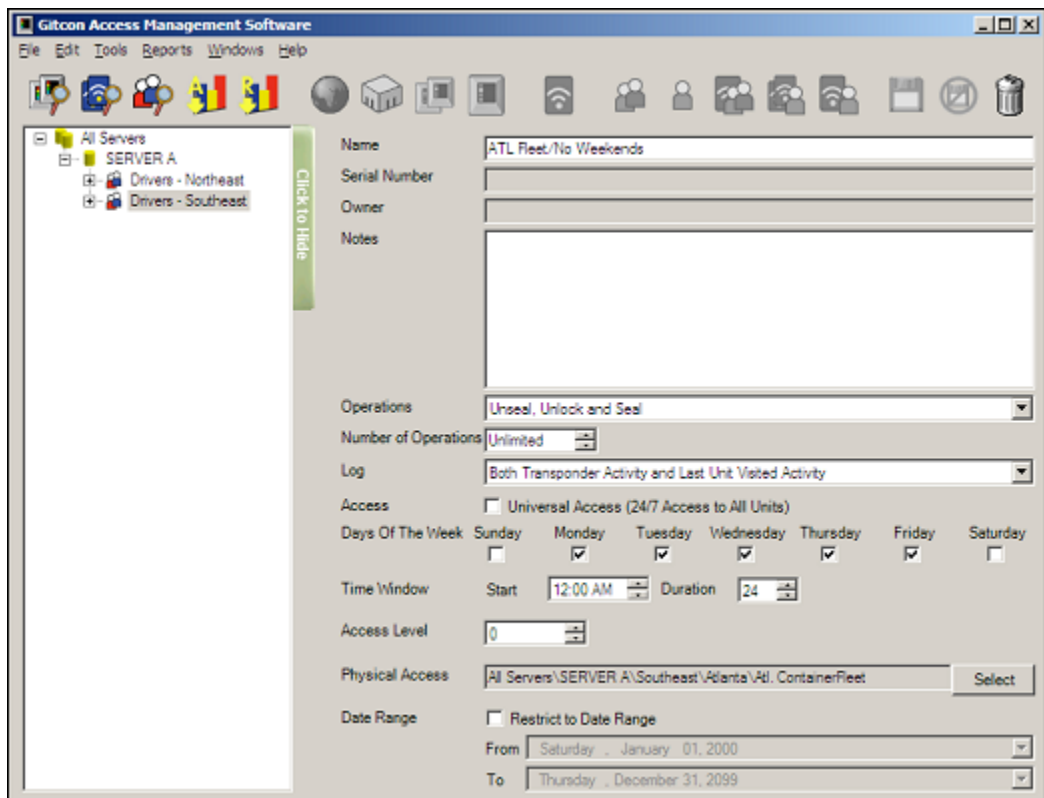 Gitcon Access Management Software
File Edit Tools Reports Windows Help
All Servers
SERVER A
Drivers - Northeast
Drivers - Southeast
Click to Hide
Name ATL Fleet/No Weekends
Serial Number
Owner
Notes
Operations Unseal, Unlock and Seal
Number of Operations Unlimited
Log Both Transponder Activity and Last Unit Visited Activity
Access Universal Access (24/7 Access to All Units)
Days Of The Week Sunday Monday Tuesday Wednesday Thursday Friday Saturday
Time Window Start 12:00 AM Duration 24
Access Level 0
Physical Access All Servers\SERVER A\Southeast\Atlanta\Atl. ContainerFleet Select
Date Range Restrict to Date Range
From Saturday , January 01, 2000
To Thursday , December 31, 2099